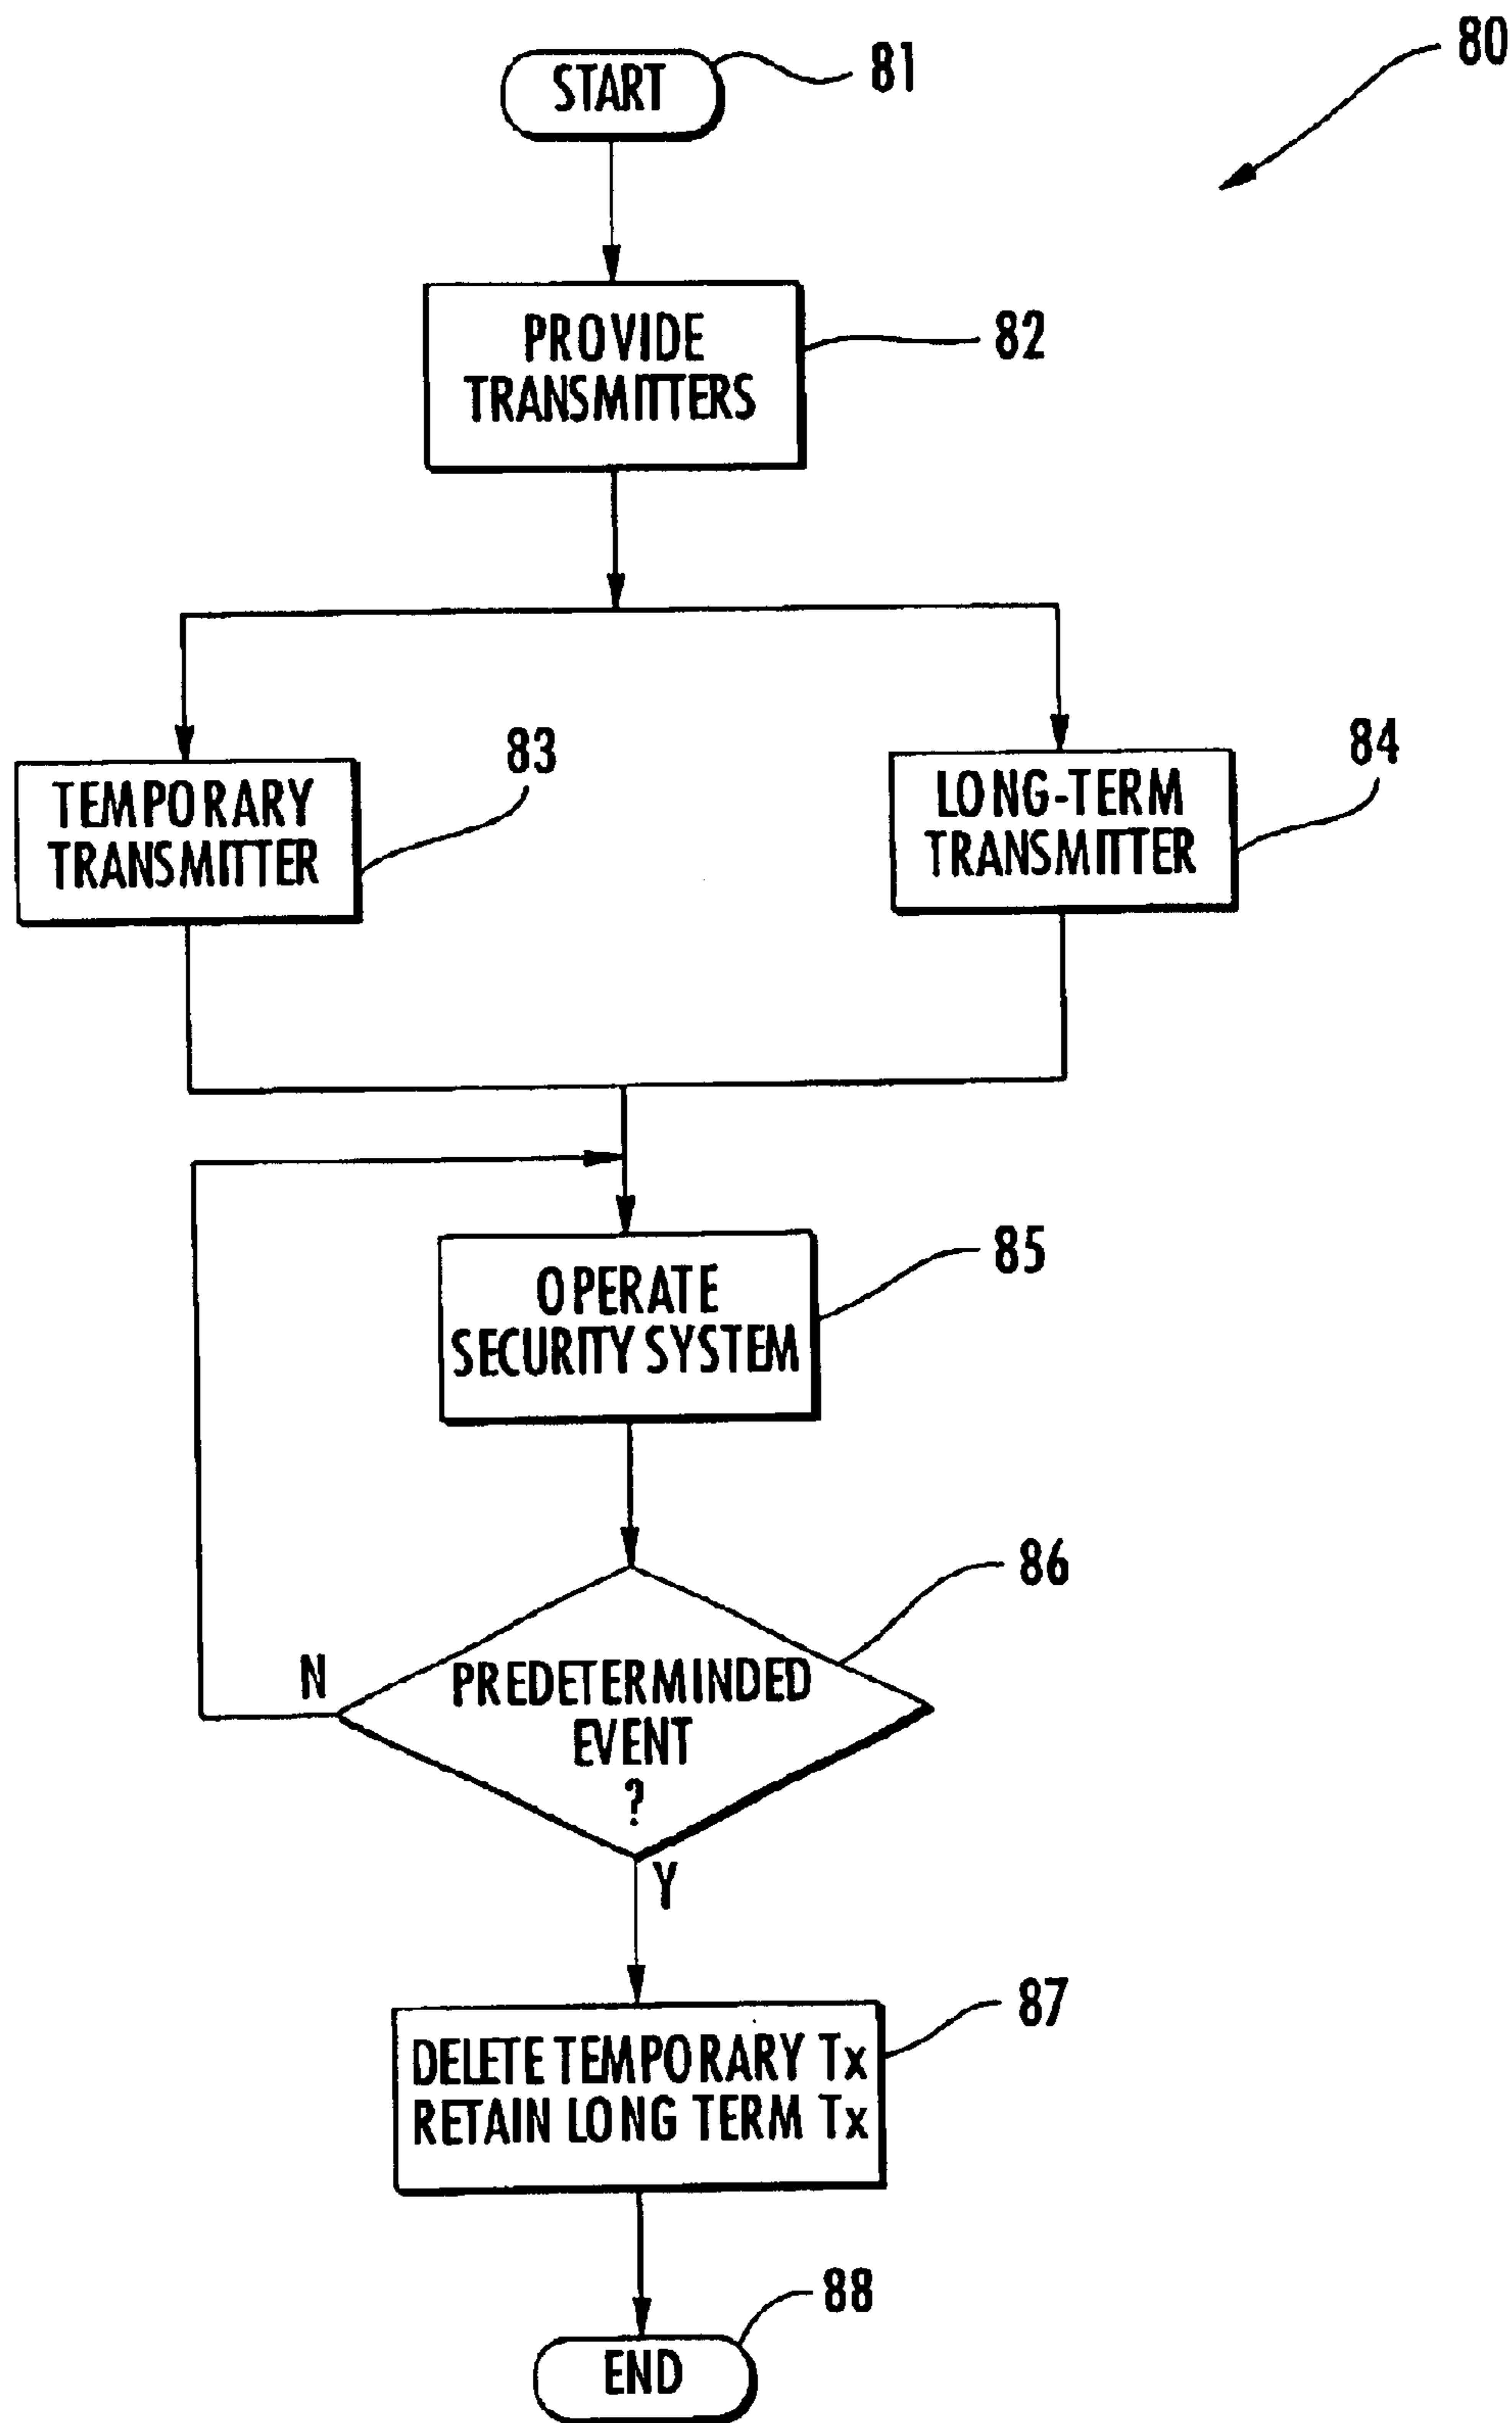 80
START
81
PROVIDE
TRANSMITTERS
82
TEMPORARY
TRANSMITTER
83
LONG-TERM
TRANSMITTER
84
OPERATE
SECURITY SYSTEM
85
PREDETERMINDED
EVENT
?
86
N
Y
DELETE TEMPORARY Tx
RETAIN LONG TERM Tx
87
END
88